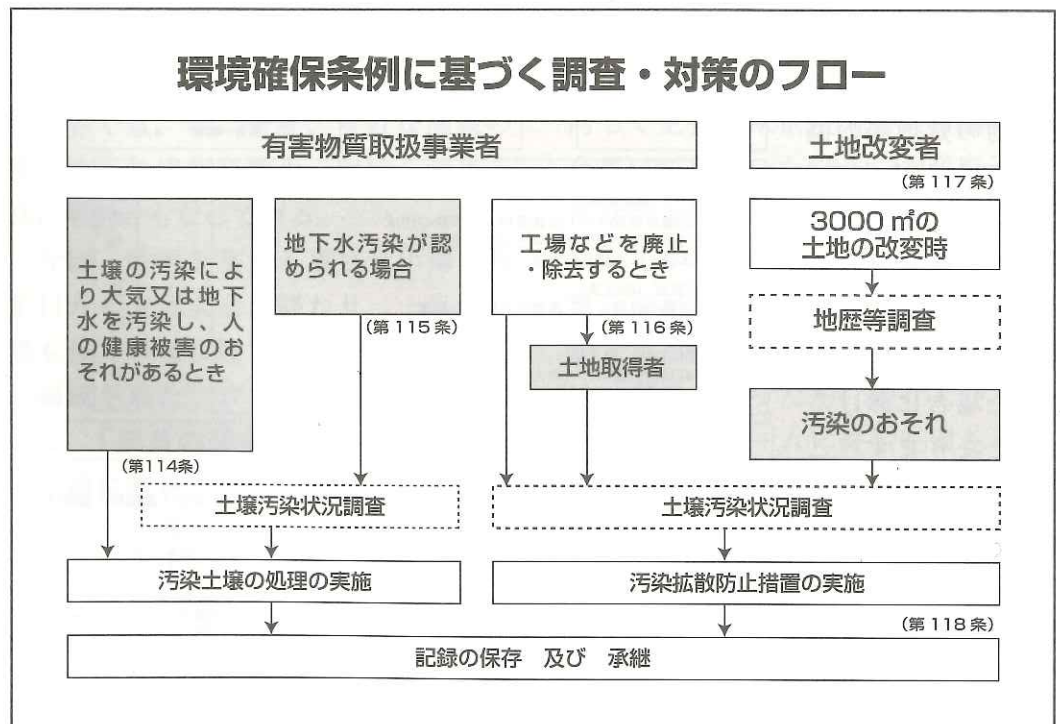 環境確保条例に基づく調査・対策のフロー
有害物質取扱事業者
土地改変者
(第117条)
土壌の汚染によ
り大気又は地下
水を汚染し、人
の健康被害のお
それがあるとき
(第114条)
地下水汚染が認
められる場合
(第115条)
工場などを廃止
・除去するとき
(第116条)
土地取得者
3000㎡の
土地の改変時
地歴等調査
汚染のおそれ
土壌汚染状況調査
土壌汚染状況調査
汚染土壌の処理の実施
汚染拡散防止措置の実施
(第118条)
記録の保存 及び 承継